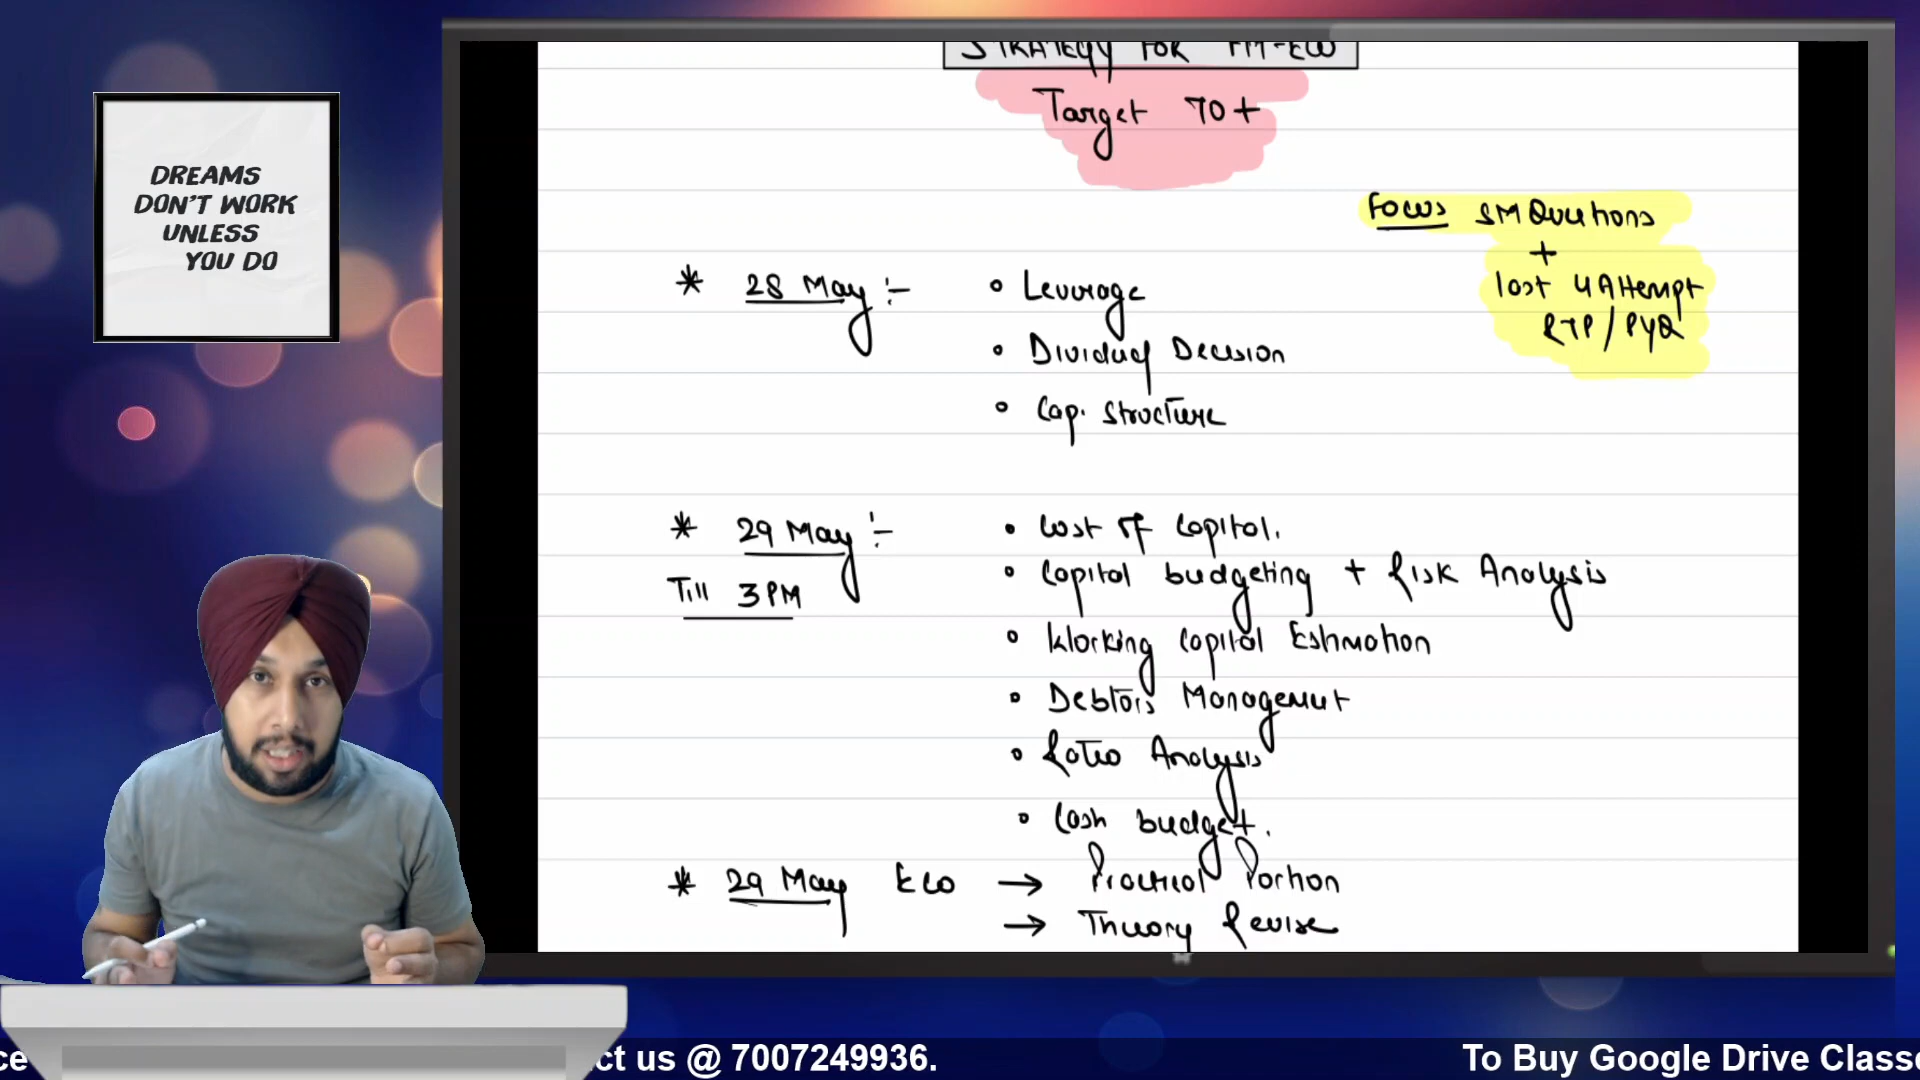 DREAMS
DON'T WORK
UNLESS
YOU DO
STRATEGY FOR FM-ECO
Target 70+
Focus SM Questions
+
last 4 Attempt
RTP / PYQ
* 28 May :-
• Leverage
• Dividend Decision
• Cap. Structure
* 29 May :-
Till 3PM
• Cost of Capital.
• Capital budgeting + Risk Analysis
• Working Capital Estimation
• Debtors Management
• Ratio Analysis
• Cash budget.
* 29 May Eco → Practical Portion
→ Theory Revise
ce
ct us @ 7007249936.
To Buy Google Drive Classe